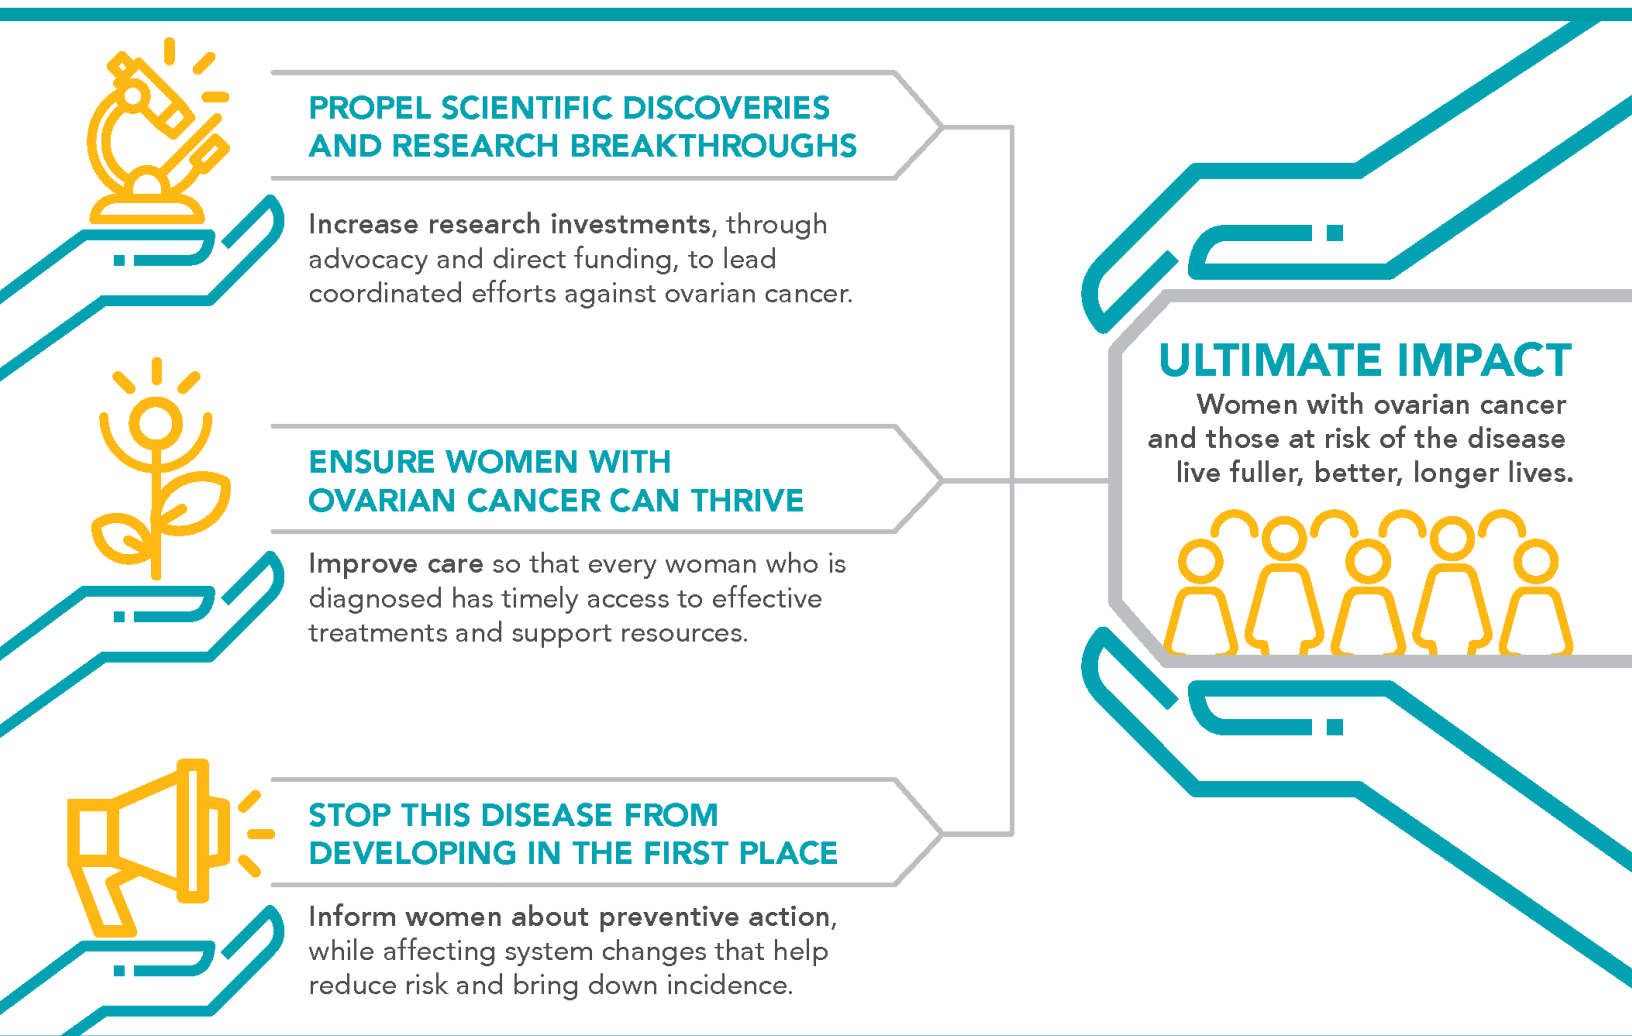 PROPEL SCIENTIFIC DISCOVERIES
AND RESEARCH BREAKTHROUGHS
Increase research investments, through
advocacy and direct funding, to lead
coordinated efforts against ovarian cancer.
ENSURE WOMEN WITH
OVARIAN CANCER CAN THRIVE
Improve care so that every woman who is
diagnosed has timely access to effective
treatments and support resources.
STOP THIS DISEASE FROM
DEVELOPING IN THE FIRST PLACE
Inform women about preventive action,
while affecting system changes that help
reduce risk and bring down incidence.
ULTIMATE IMPACT
Women with ovarian cancer
and those at risk of the disease
live fuller, better, longer lives.